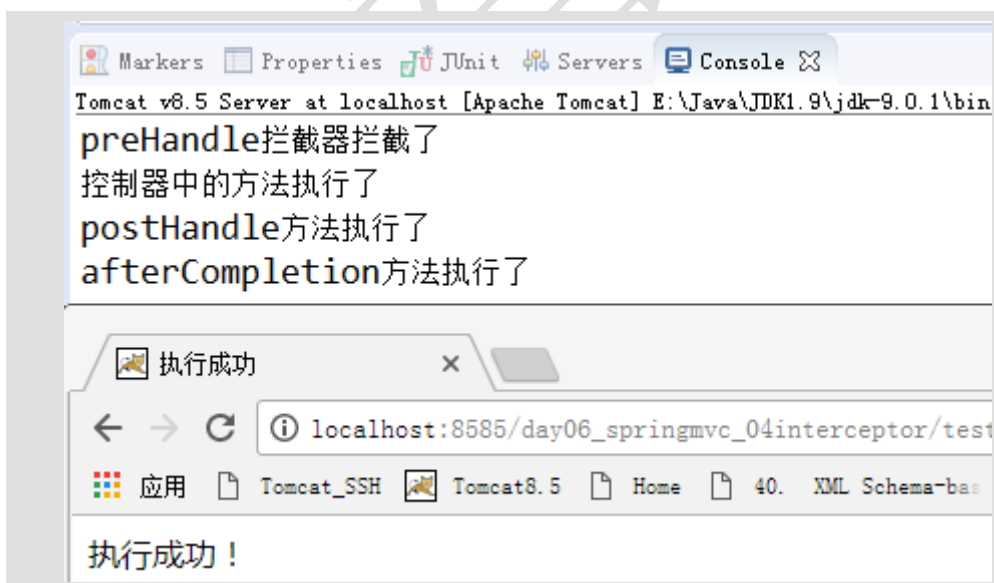 Markers Properties JUnit Servers Console
Tomcat v8.5 Server at localhost [Apache Tomcat] E:\Java\JDK1.9\jdk-9.0.1\bin
preHandle拦截器拦截了
控制器中的方法执行了
postHandle方法执行了
afterCompletion方法执行了
执行成功
localhost:8585/day06_springmvc_04interceptor/test
应用 Tomcat_SSH Tomcat8.5 Home 40. XML Schema-bas
执行成功！